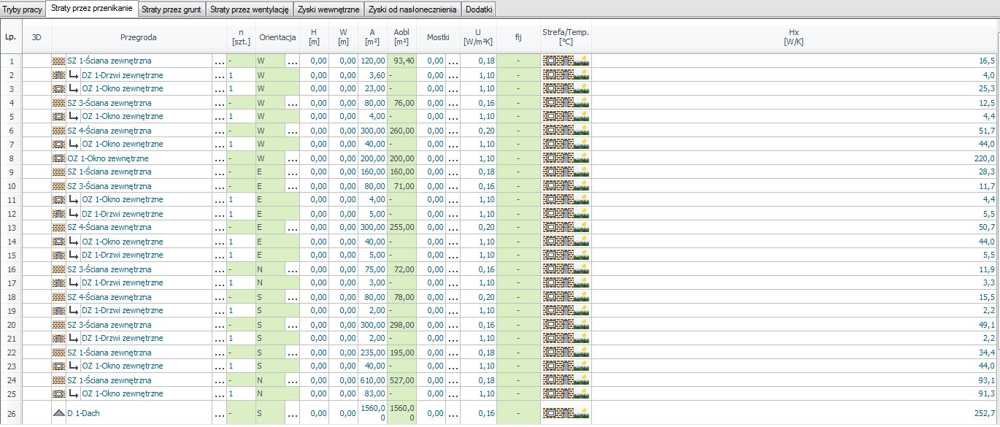 Tryby pracy Straty przez przenikanie Straty przez grunt Straty przez wentylację Zyski wewnętrzne Zyski od nasłonecznienia Dodatki
Lp. 3D Przegroda n [szt.] Orientacja H [m] W [m] A [m²] Aobl [m²] Mostki U [W/m²K] fij Strefa/Temp. [°C] Hx [W/K]
1 SZ 1-Ściana zewnętrzna ... - W ... 0,00 0,00 120,00 93,40 0,00 ... 0,18 - 16,5
2 DZ 1-Drzwi zewnętrzne ... 1 W 0,00 0,00 3,60 - 0,00 ... 1,10 - 4,0
3 OZ 1-Okno zewnętrzne ... 1 W 0,00 0,00 23,00 - 0,00 ... 1,10 - 25,3
4 SZ 3-Ściana zewnętrzna ... - W ... 0,00 0,00 80,00 76,00 0,00 ... 0,16 - 12,5
5 OZ 1-Okno zewnętrzne ... 1 W 0,00 0,00 4,00 - 0,00 ... 1,10 - 4,4
6 SZ 4-Ściana zewnętrzna ... - W ... 0,00 0,00 300,00 260,00 0,00 ... 0,20 - 51,7
7 OZ 1-Okno zewnętrzne ... 1 W 0,00 0,00 40,00 - 0,00 ... 1,10 - 44,0
8 OZ 1-Okno zewnętrzne ... - W ... 0,00 0,00 200,00 200,00 0,00 ... 1,10 - 220,0
9 SZ 1-Ściana zewnętrzna ... - E ... 0,00 0,00 160,00 160,00 0,00 ... 0,18 - 28,3
10 SZ 3-Ściana zewnętrzna ... - E ... 0,00 0,00 80,00 71,00 0,00 ... 0,16 - 11,7
11 OZ 1-Okno zewnętrzne ... 1 E 0,00 0,00 4,00 - 0,00 ... 1,10 - 4,4
12 DZ 1-Drzwi zewnętrzne ... 1 E 0,00 0,00 5,00 - 0,00 ... 1,10 - 5,5
13 SZ 4-Ściana zewnętrzna ... - E ... 0,00 0,00 300,00 255,00 0,00 ... 0,20 - 50,7
14 OZ 1-Okno zewnętrzne ... 1 E 0,00 0,00 40,00 - 0,00 ... 1,10 - 44,0
15 DZ 1-Drzwi zewnętrzne ... 1 E 0,00 0,00 5,00 - 0,00 ... 1,10 - 5,5
16 SZ 3-Ściana zewnętrzna ... - N ... 0,00 0,00 75,00 72,00 0,00 ... 0,16 - 11,9
17 DZ 1-Drzwi zewnętrzne ... 1 N 0,00 0,00 3,00 - 0,00 ... 1,10 - 3,3
18 SZ 4-Ściana zewnętrzna ... - S ... 0,00 0,00 80,00 78,00 0,00 ... 0,20 - 15,5
19 DZ 1-Drzwi zewnętrzne ... 1 S 0,00 0,00 2,00 - 0,00 ... 1,10 - 2,2
20 SZ 3-Ściana zewnętrzna ... - S ... 0,00 0,00 300,00 298,00 0,00 ... 0,16 - 49,1
21 DZ 1-Drzwi zewnętrzne ... 1 S 0,00 0,00 2,00 - 0,00 ... 1,10 - 2,2
22 SZ 1-Ściana zewnętrzna ... - S ... 0,00 0,00 235,00 195,00 0,00 ... 0,18 - 34,4
23 OZ 1-Okno zewnętrzne ... 1 S 0,00 0,00 40,00 - 0,00 ... 1,10 - 44,0
24 SZ 1-Ściana zewnętrzna ... - N ... 0,00 0,00 610,00 527,00 0,00 ... 0,18 - 93,1
25 OZ 1-Okno zewnętrzne ... 1 N 0,00 0,00 83,00 - 0,00 ... 1,10 - 91,3
26 D 1-Dach ... - S ... 0,00 0,00 1560,00 1560,00 0,00 ... 0,16 - 252,7